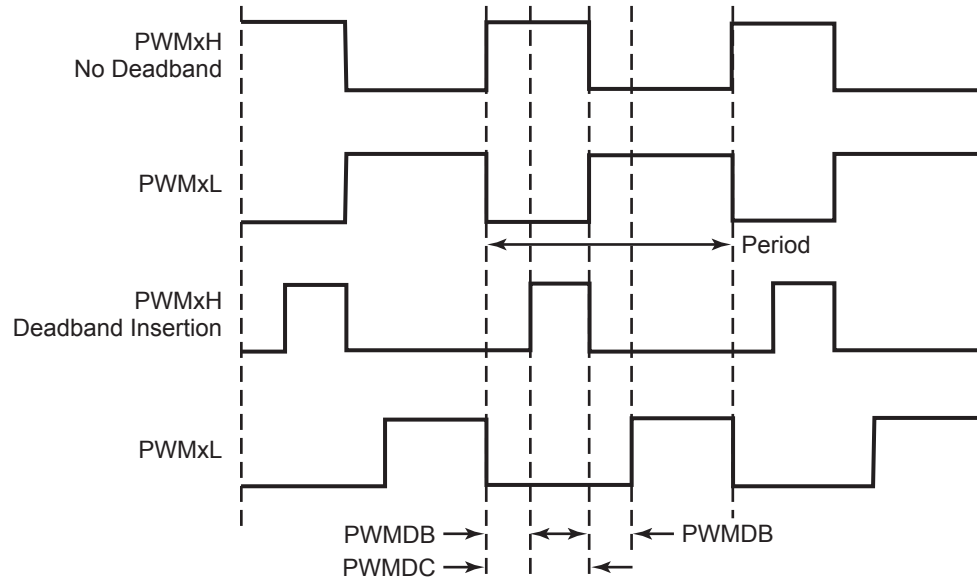 PWMxH
No Deadband
PWMxL
Period
PWMxH
Deadband Insertion
PWMxL
PWMDB
PWMDB
PWMDC